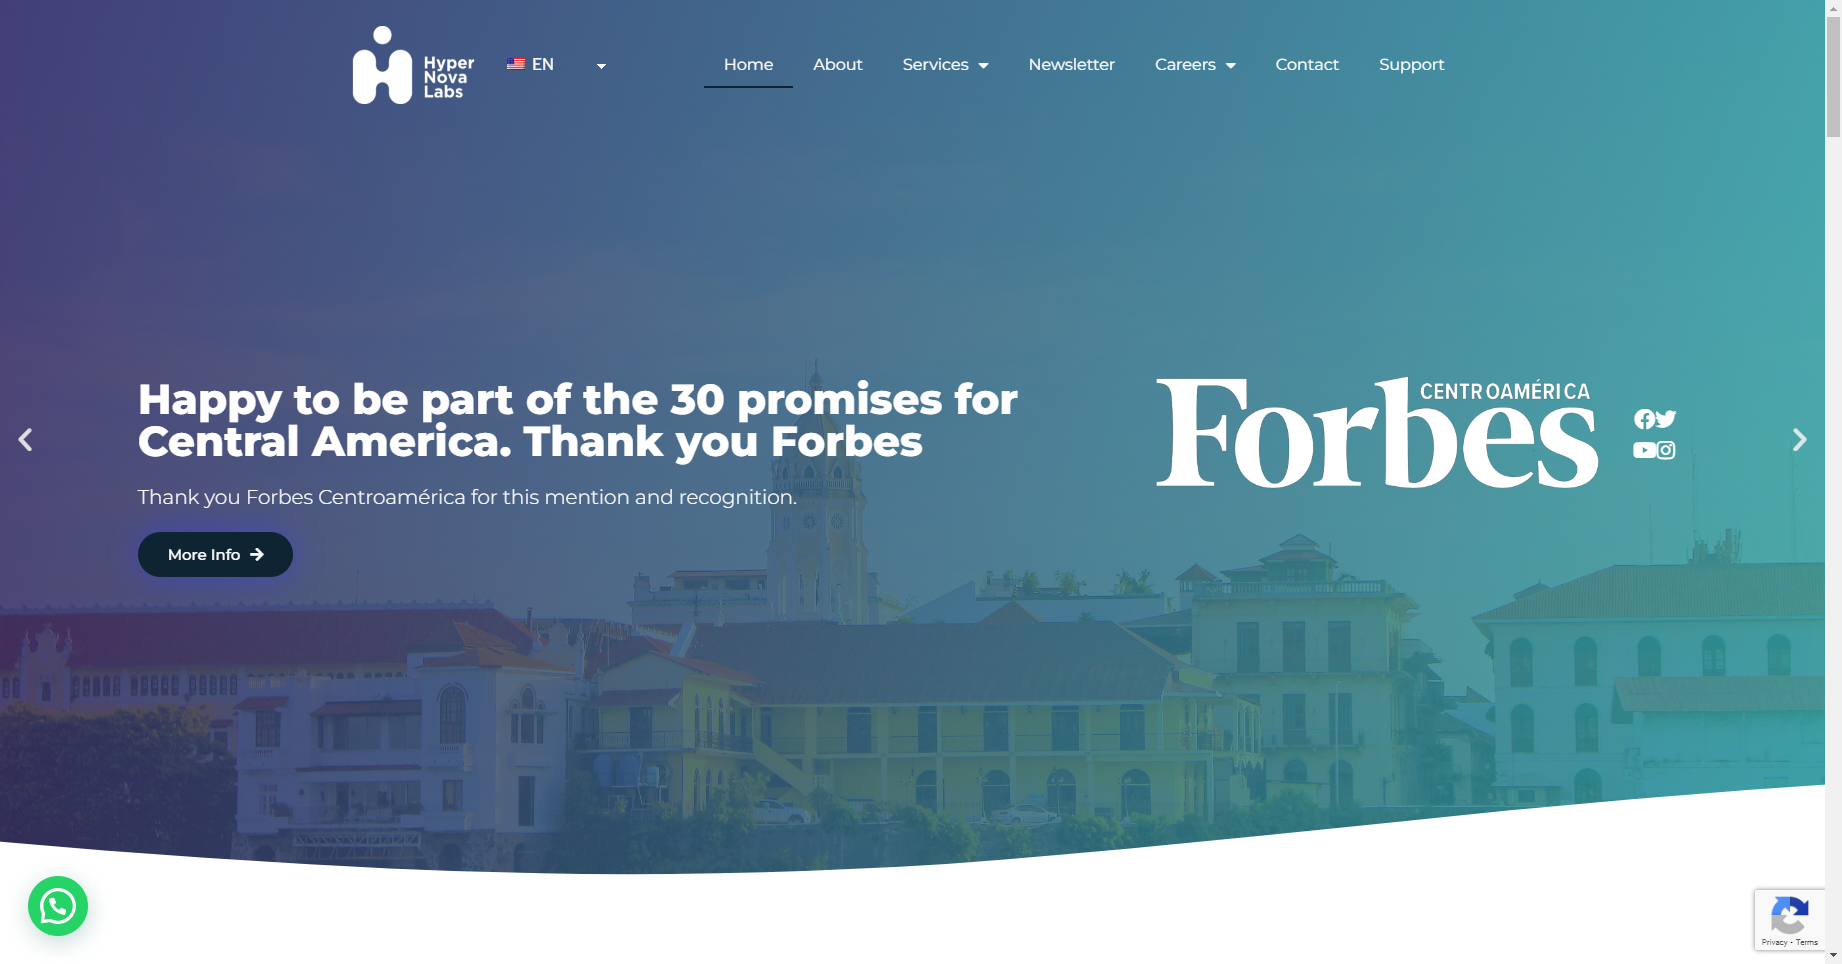 Hyper
Nova
Labs
EN
Home
About
Services
Newsletter
Careers
Contact
Support
Happy to be part of the 30 promises for
Central America. Thank you Forbes
Thank you Forbes Centroamérica for this mention and recognition.
More Info
CENTROAMÉRICA
Forbes
Privacy - Terms